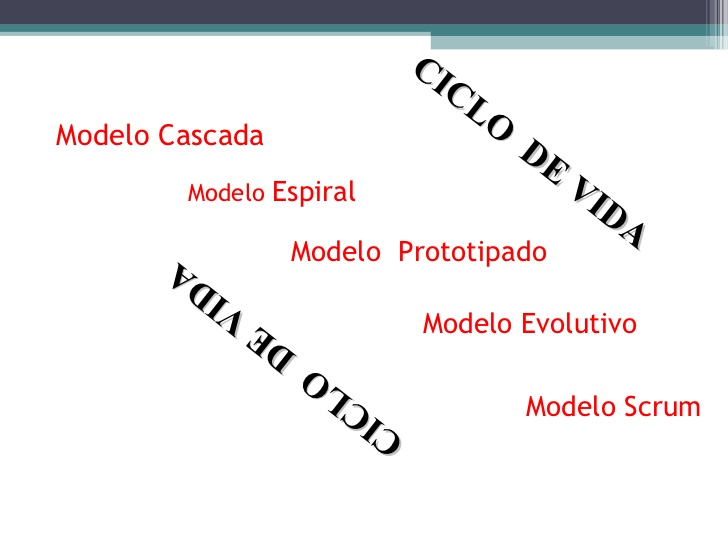 CICLO DE VIDA
Modelo Cascada
Modelo Espiral
Modelo Prototipado
Modelo Evolutivo
CICLO DE VIDA
Modelo Scrum